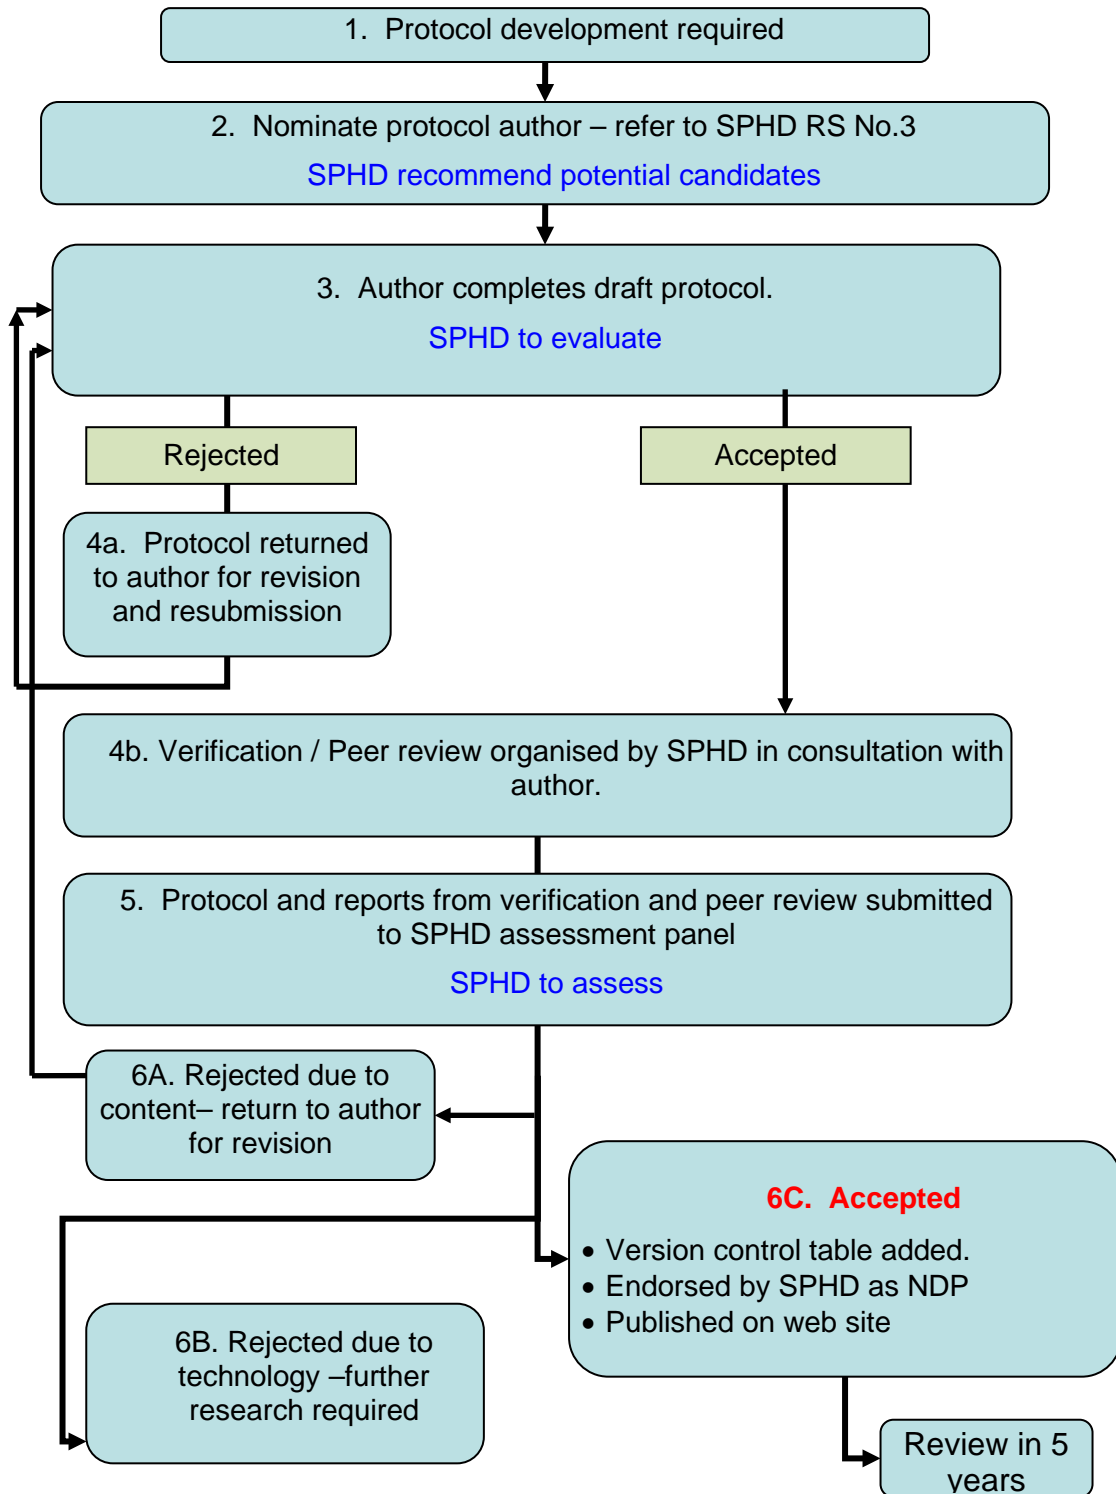 1. Protocol development required
2. Nominate protocol author – refer to SPHD RS No.3
SPHD recommend potential candidates
3. Author completes draft protocol.
SPHD to evaluate
Rejected
Accepted
4a. Protocol returned
to author for revision
and resubmission
4b. Verification / Peer review organised by SPHD in consultation with
author.
5. Protocol and reports from verification and peer review submitted
to SPHD assessment panel
SPHD to assess
6A. Rejected due to
content– return to author
for revision
6C. Accepted
• Version control table added.
• Endorsed by SPHD as NDP
• Published on web site
6B. Rejected due to
technology –further
research required
Review in 5
years